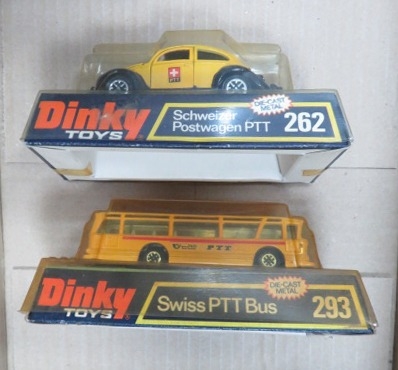 PTT
Dinky
TOYS
Schweizer
Postwagen PTT
DIE-CAST
METAL
262
PTT
Dinky
TOYS
Swiss PTT Bus
DIE-CAST
METAL
293